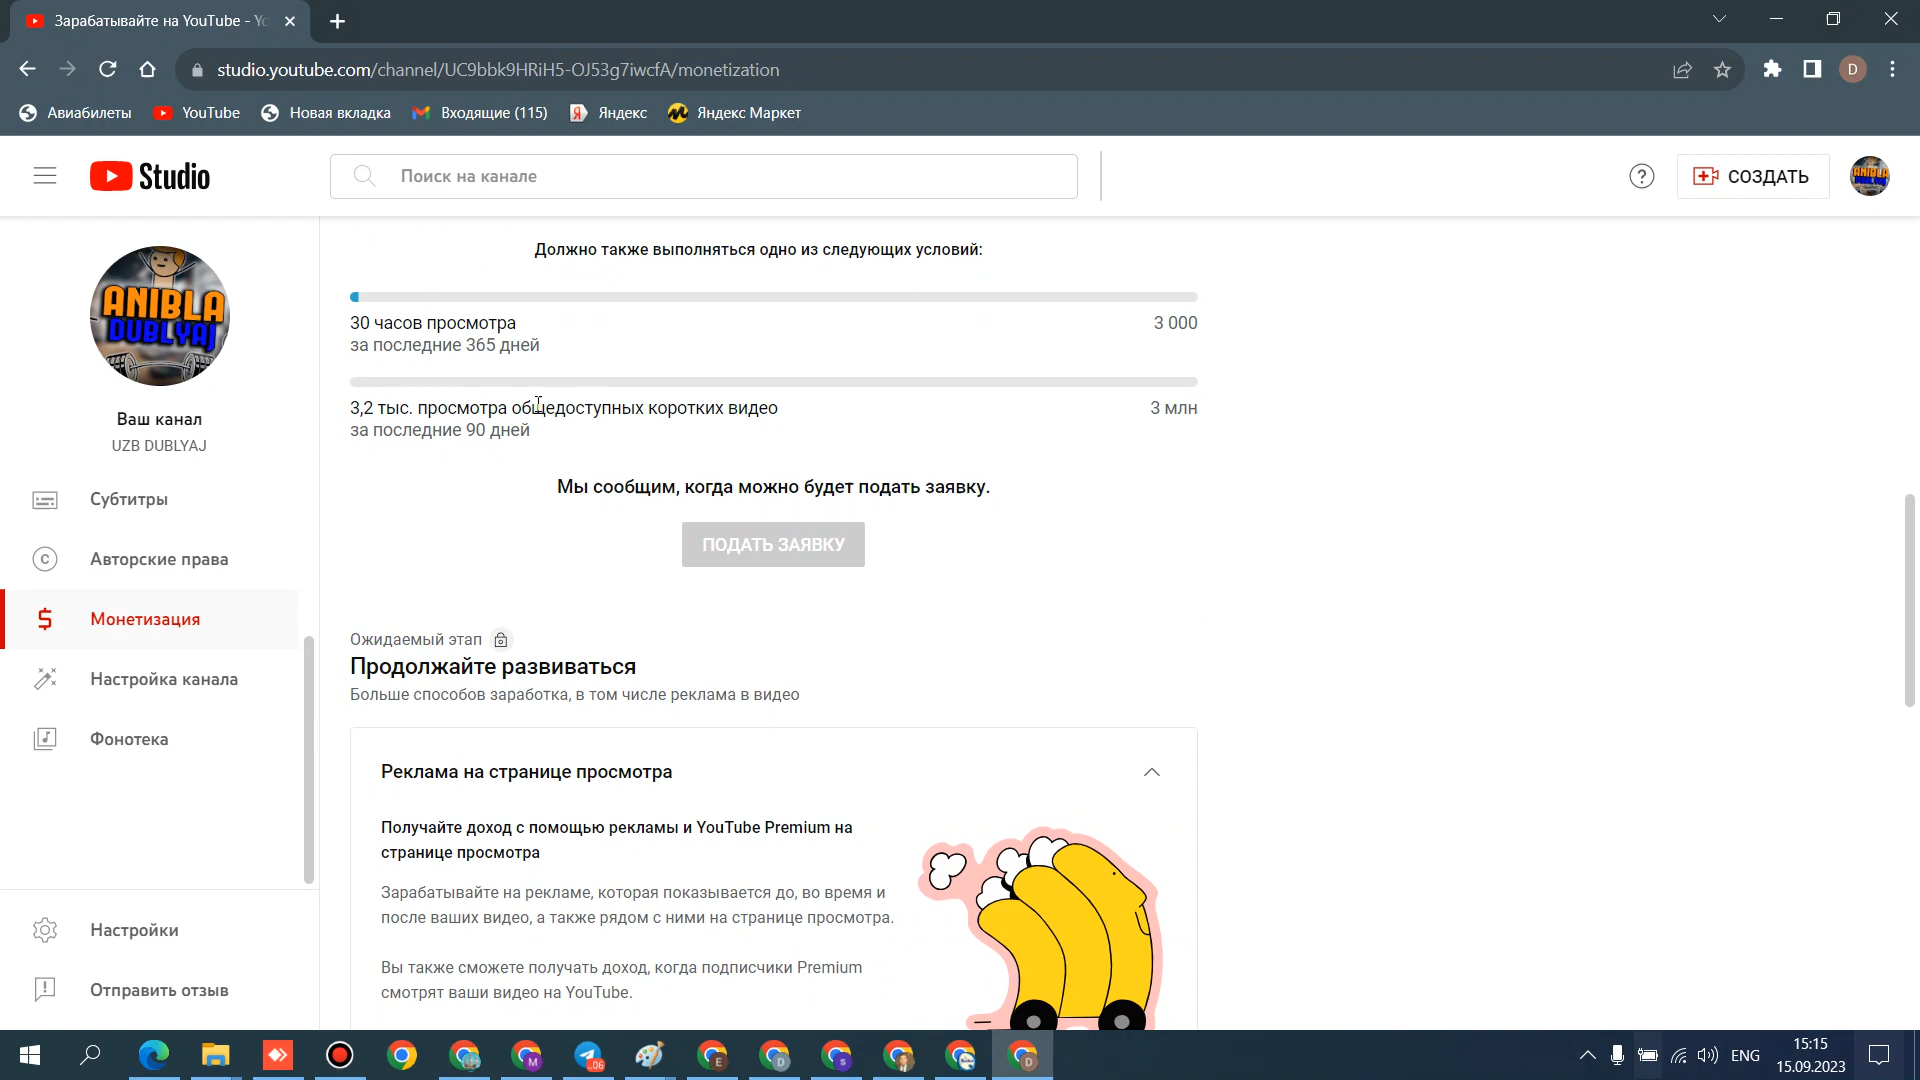 Зарабатывайте на YouTube - Yo
studio.youtube.com/channel/UC9bbk9HRiH5-OJ53g7iwcfA/monetization
D
Авиабилеты
YouTube
Новая вкладка
Входящие (115)
Яндекс
Яндекс Маркет
Studio
Поиск на канале
СОЗДАТЬ
ANIBLA
DUBLYAJ
Ваш канал
UZB DUBLYAJ
Субтитры
Авторские права
Монетизация
Настройка канала
Фонотека
Настройки
Отправить отзыв
Должно также выполняться одно из следующих условий:
30 часов просмотра
3 000
за последние 365 дней
3,2 тыс. просмотра общедоступных коротких видео
3 млн
за последние 90 дней
Мы сообщим, когда можно будет подать заявку.
ПОДАТЬ ЗАЯВКУ
Ожидаемый этап
Продолжайте развиваться
Больше способов заработка, в том числе реклама в видео
Реклама на странице просмотра
Получайте доход с помощью рекламы и YouTube Premium на
странице просмотра
Зарабатывайте на рекламе, которая показывается до, во время и
после ваших видео, а также рядом с ними на странице просмотра.
Вы также сможете получать доход, когда подписчики Premium
смотрят ваши видео на YouTube.
ENG
15:15
15.09.2023